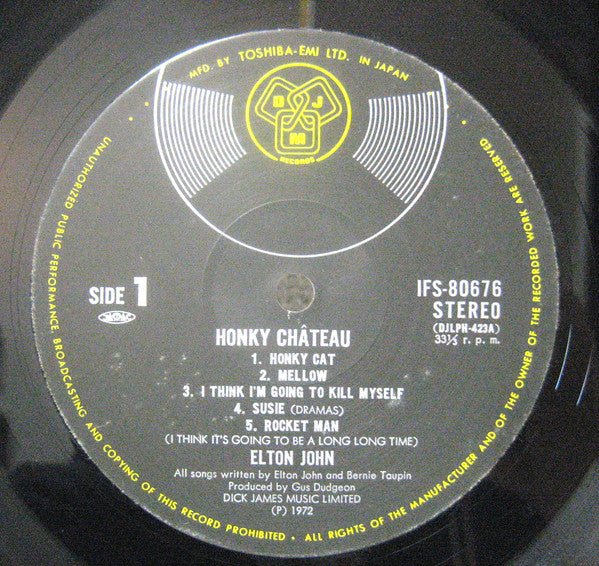 MFD. BY TOSHIBA-EMI LTD. IN JAPAN
D J M
RECORDS
SIDE 1
JASRAC
IFS-80676
STEREO
(DJLPH-423A)
33⅓ r. p. m.
HONKY CHÂTEAU
1. HONKY CAT
2. MELLOW
3. I THINK I'M GOING TO KILL MYSELF
4. SUSIE (DRAMAS)
5. ROCKET MAN
(I THINK IT'S GOING TO BE A LONG LONG TIME)
ELTON JOHN
All songs written by Elton John and Bernie Taupin
Produced by Gus Dudgeon
DICK JAMES MUSIC LIMITED
(P) 1972
UNAUTHORIZED PUBLIC PERFORMANCE, BROADCASTING AND COPYING OF THIS RECORD PROHIBITED • ALL RIGHTS OF THE MANUFACTURER AND OF THE OWNER OF THE RECORDED WORK ARE RESERVED